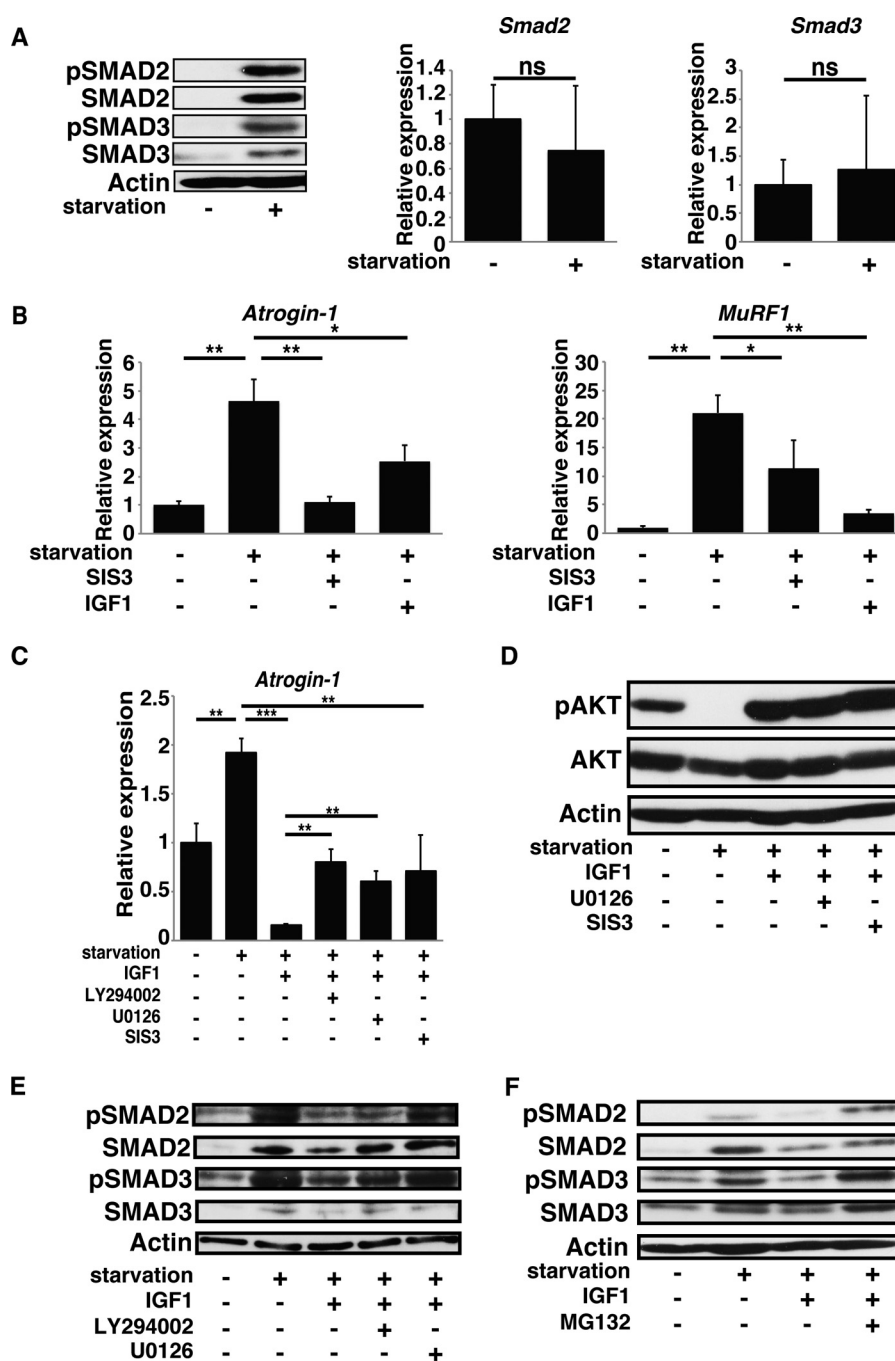 A
pSMAD2
SMAD2
pSMAD3
SMAD3
Actin
starvation - +
Smad2
Relative expression
1.4
1.2
1
0.8
0.6
0.4
0.2
0
ns
starvation - +
Smad3
Relative expression
3
2.5
2
1.5
1
0.5
0
ns
starvation - +
B
Atrogin-1
Relative expression
6
5
4
3
2
1
0
*
** **
starvation - + + +
SIS3 - - + -
IGF1 - - - +
MuRF1
Relative expression
30
25
20
15
10
5
0
**
** *
starvation - + + +
SIS3 - - + -
IGF1 - - - +
C
Atrogin-1
Relative expression
2.5
2
1.5
1
0.5
0
**
** ***
**
**
starvation - + + + + +
IGF1 - - + + + +
LY294002 - - - + - -
U0126 - - - - + -
SIS3 - - - - - +
D
pAKT
AKT
Actin
starvation - + + + +
IGF1 - - + + +
U0126 - - - + -
SIS3 - - - - +
E
pSMAD2
SMAD2
pSMAD3
SMAD3
Actin
starvation - + + + +
IGF1 - - + + +
LY294002 - - - + -
U0126 - - - - +
F
pSMAD2
SMAD2
pSMAD3
SMAD3
Actin
starvation - + + +
IGF1 - - + +
MG132 - - - +